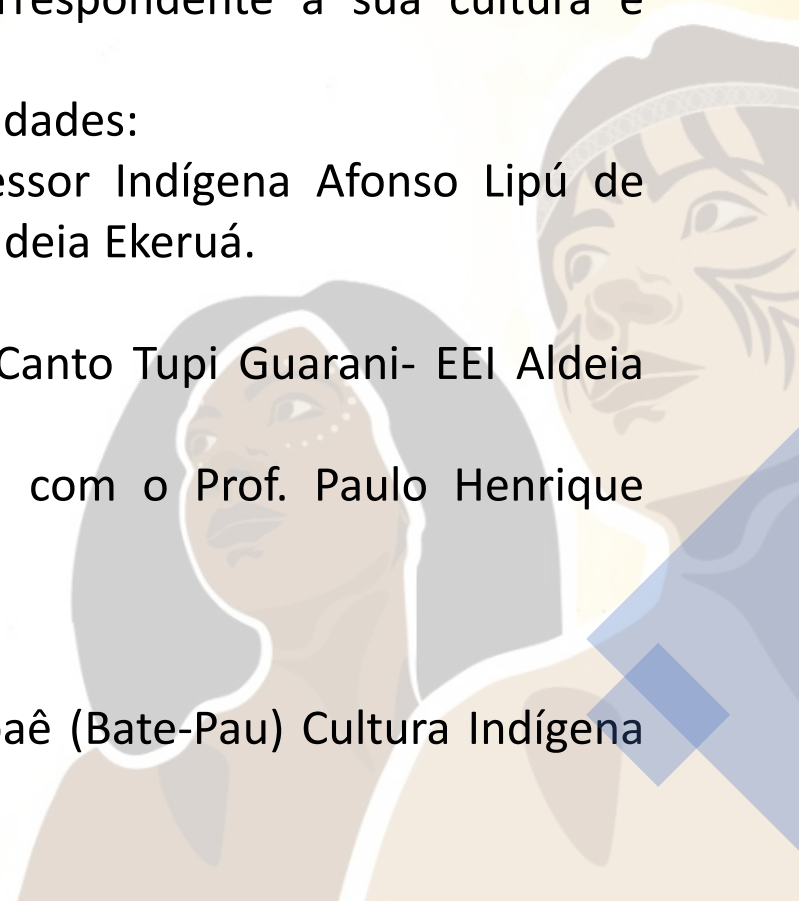 rrespondente a sua cultura e
dades:
essor Indígena Afonso Lipú de
deia Ekeruá.
Canto Tupi Guarani- EEI Aldeia
com o Prof. Paulo Henrique
aê (Bate-Pau) Cultura Indígena